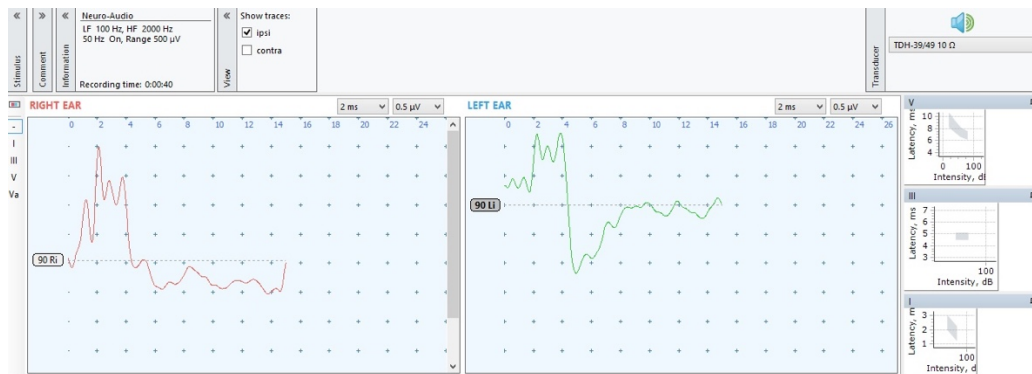 Stimulus
Comment
Information
Neuro-Audio
LF 100 Hz, HF 2000 Hz
50 Hz On, Range 500 µV
Recording time: 0:00:40
View
Show traces:
ipsi
contra
Transducer
TDH-39/49 10 Ω
RIGHT EAR
2 ms
0.5 µV
0 2 4 6 8 10 12 14 16 18 20 22 24
90 Ri
-
I
III
V
Va
LEFT EAR
2 ms
0.5 µV
0 2 4 6 8 10 12 14 16 18 20 22 24 26
90 Li
V
Latency, ms
10
8
6
4
0 100
Intensity, dB
III
Latency, ms
7
6
5
4
3
100
Intensity, dB
I
Latency, m
3
2
1
100
Intensity, d